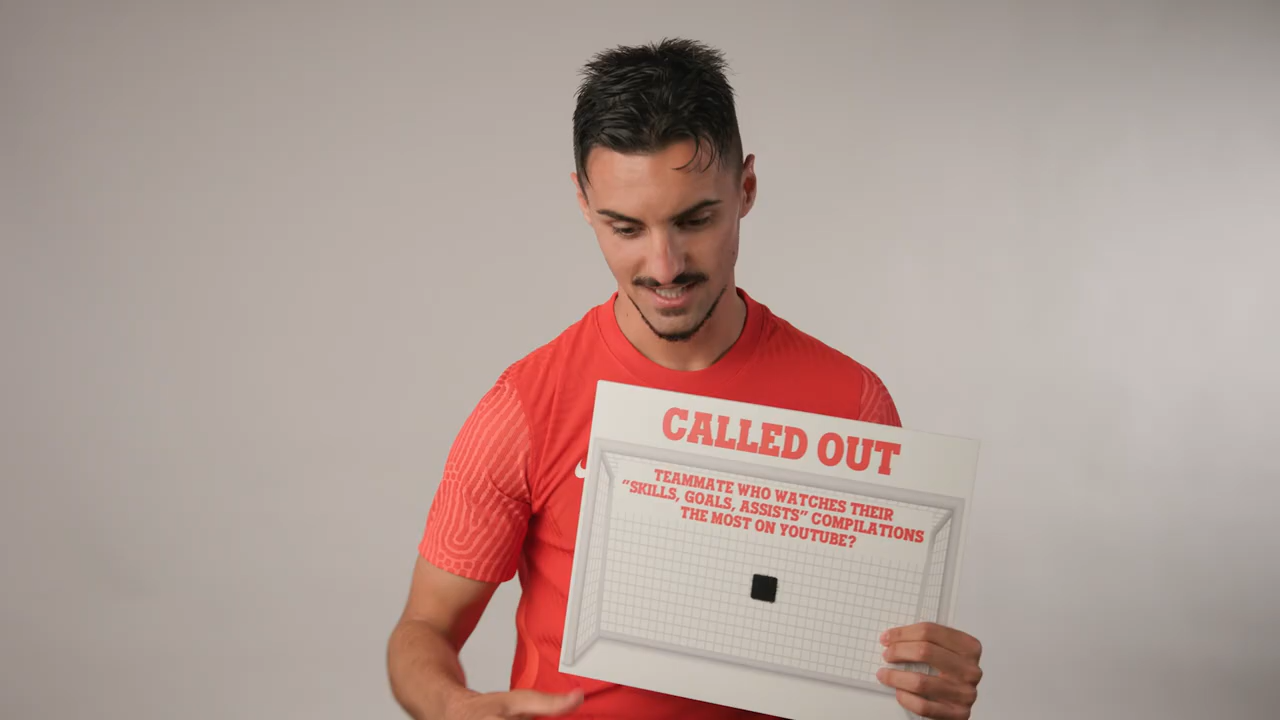 CALLED OUT
TEAMMATE WHO WATCHES THEIR
"SKILLS, GOALS, ASSISTS" COMPILATIONS
THE MOST ON YOUTUBE?